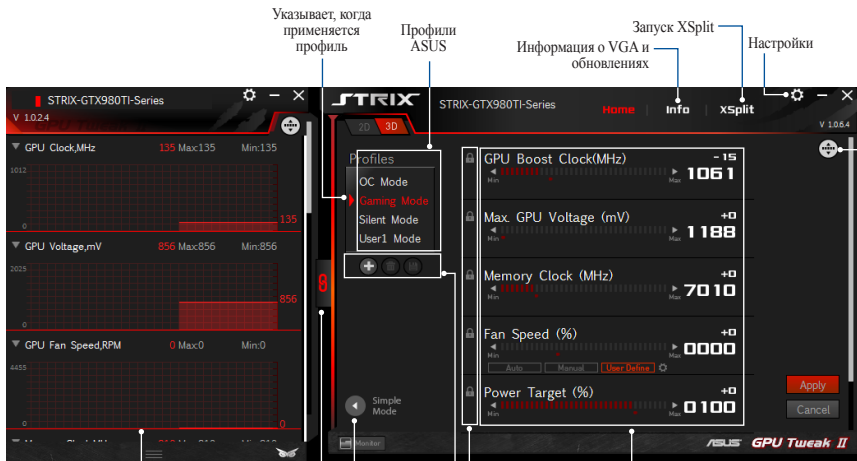 Указывает, когда
применяется
профиль
Профили
ASUS
Запуск XSplit
Информация о VGA и
обновлениях
Настройки
STRIX-GTX980TI-Series
V 1.0.2.4
GPU Clock,MHz 135 Max:135 Min:135
1012
135
0
GPU Voltage,mV 856 Max:856 Min:856
2025
856
0
GPU Fan Speed,RPM 0 Max:0 Min:0
4455
0
0
STRIX
STRIX-GTX980TI-Series
Home
Info
XSplit
V 1.0.6.4
2D 3D
Profiles
OC Mode
Gaming Mode
Silent Mode
User1 Mode
GPU Boost Clock(MHz) -15
Min Max 1061
Max. GPU Voltage (mV) +0
Min Max 1188
Memory Clock (MHz) +0
Min Max 7010
Fan Speed (%) +0
Min Max 0000
Auto Manual User Define
Power Target (%) +0
Min Max 0100
Simple
Mode
Apply
Cancel
Monitor
ASUS GPU Tweak II